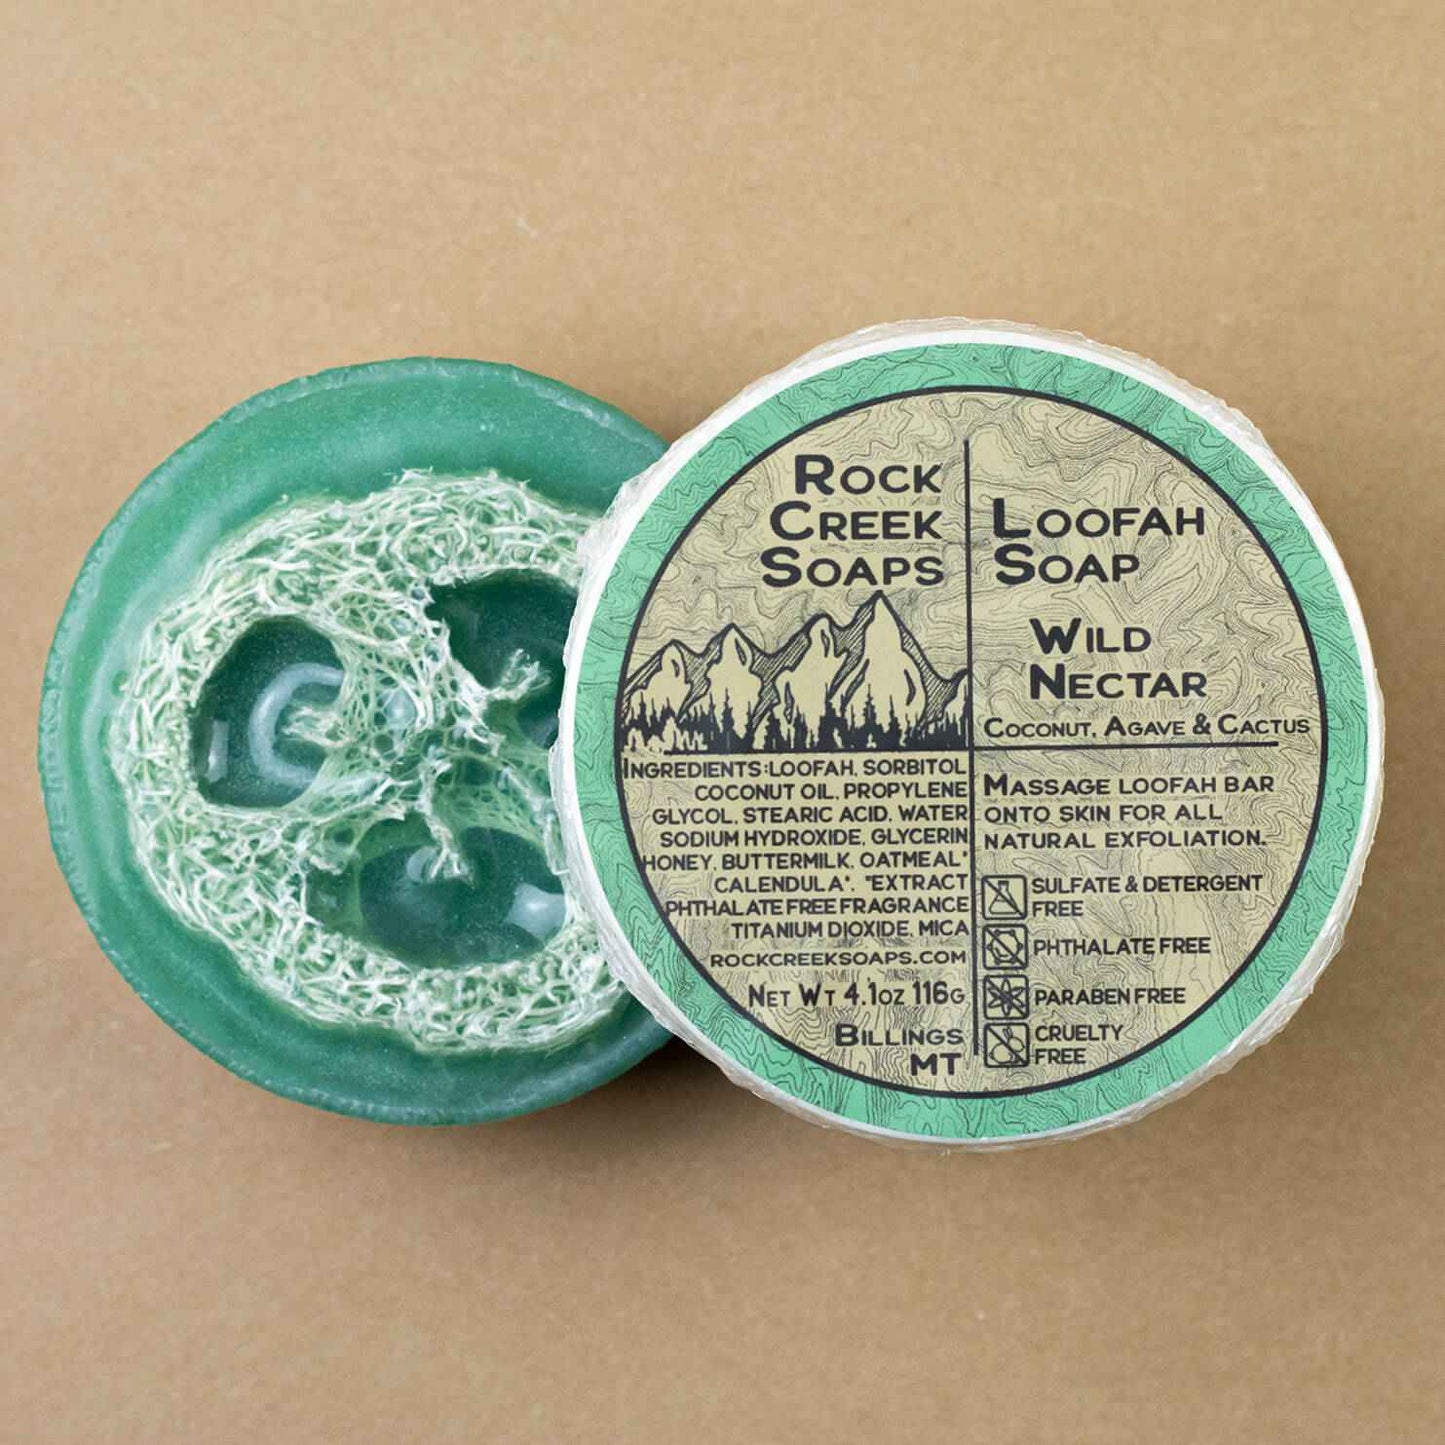 Rock
Creek
Soaps
Loofah
Soap
Wild
Nectar
Coconut, Agave & Cactus
Ingredients:Loofah, Sorbitol
Coconut Oil, Propylene
Glycol, Stearic Acid, Water
Sodium Hydroxide, Glycerin
Honey, Buttermilk, Oatmeal*
Calendula*, *Extract
Phthalate Free Fragrance
Titanium Dioxide, Mica
rockcreeksoaps.com
Net Wt 4.1oz 116g
Billings
MT
Massage loofah bar
onto skin for all
natural exfoliation.
Sulfate & Detergent
Free
Phthalate Free
Paraben Free
Cruelty
Free